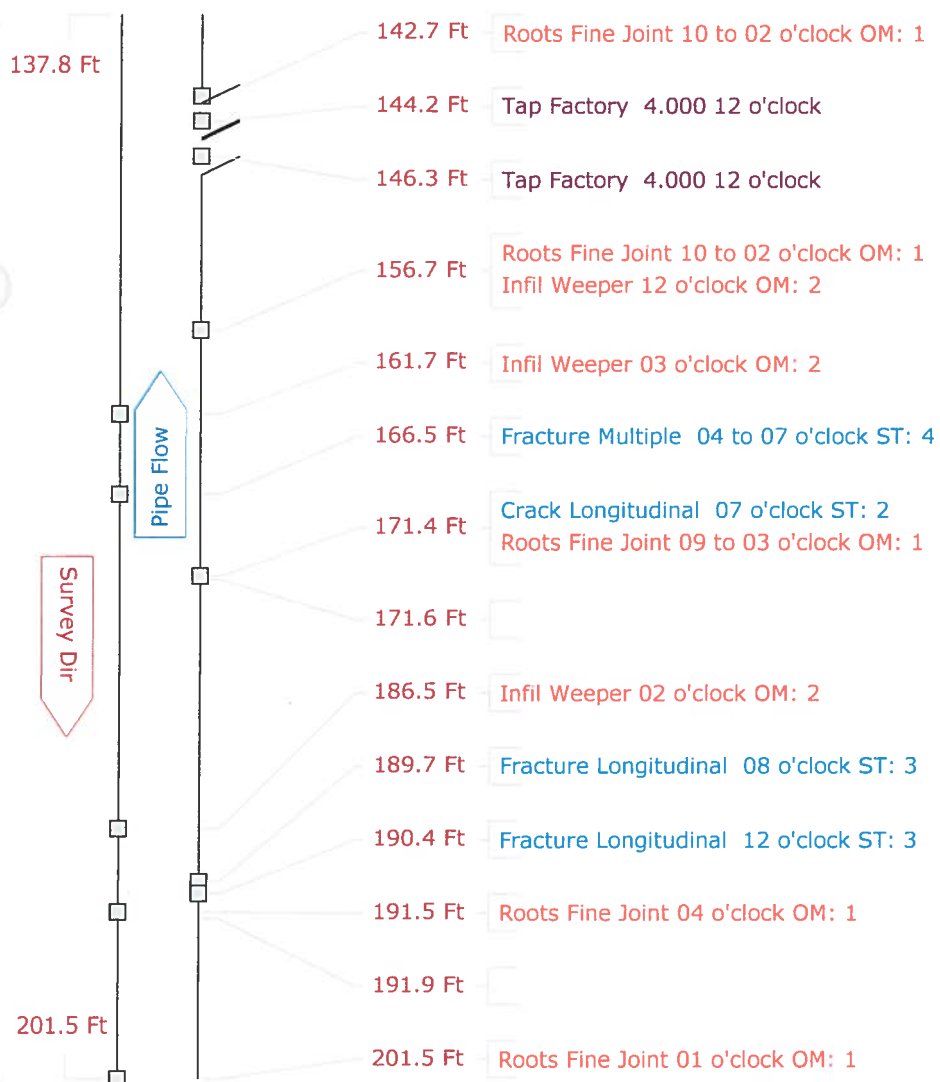 137.8 Ft
142.7 Ft Roots Fine Joint 10 to 02 o'clock OM: 1
144.2 Ft Tap Factory 4.000 12 o'clock
146.3 Ft Tap Factory 4.000 12 o'clock
156.7 Ft Roots Fine Joint 10 to 02 o'clock OM: 1
Infil Weeper 12 o'clock OM: 2
161.7 Ft Infil Weeper 03 o'clock OM: 2
Pipe Flow
166.5 Ft Fracture Multiple 04 to 07 o'clock ST: 4
171.4 Ft Crack Longitudinal 07 o'clock ST: 2
Roots Fine Joint 09 to 03 o'clock OM: 1
Survey Dir
171.6 Ft
186.5 Ft Infil Weeper 02 o'clock OM: 2
189.7 Ft Fracture Longitudinal 08 o'clock ST: 3
190.4 Ft Fracture Longitudinal 12 o'clock ST: 3
191.5 Ft Roots Fine Joint 04 o'clock OM: 1
191.9 Ft
201.5 Ft
201.5 Ft Roots Fine Joint 01 o'clock OM: 1